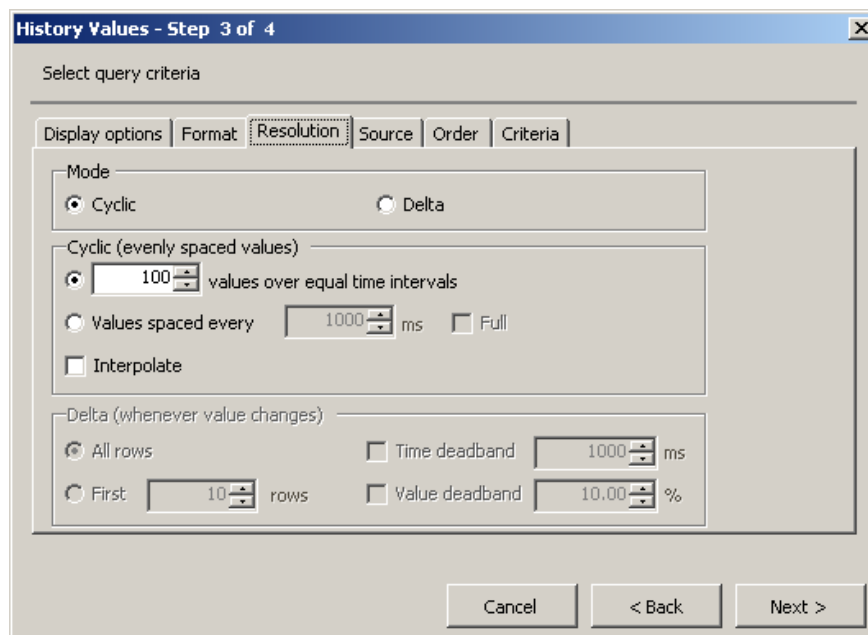 History Values - Step 3 of 4
Select query criteria
Display options Format Resolution Source Order Criteria
Mode
Cyclic Delta
Cyclic (evenly spaced values)
100 values over equal time intervals
Values spaced every 1000 ms Full
Interpolate
Delta (whenever value changes)
All rows Time deadband 1000 ms
First 10 rows Value deadband 10.00 %
Cancel < Back Next >